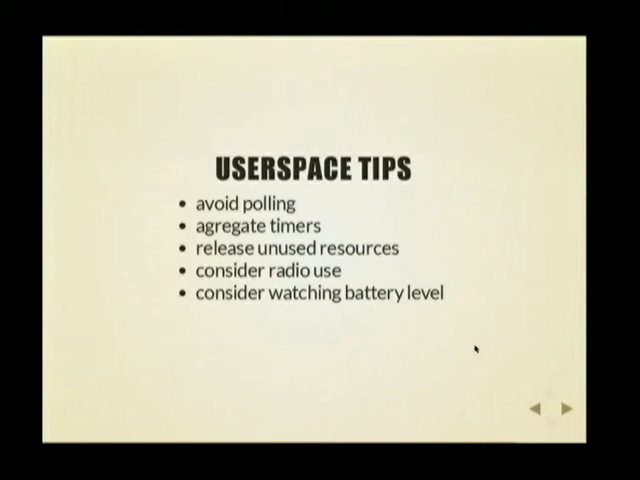 USERSPACE TIPS
• avoid polling
• agregate timers
• release unused resources
• consider radio use
• consider watching battery level